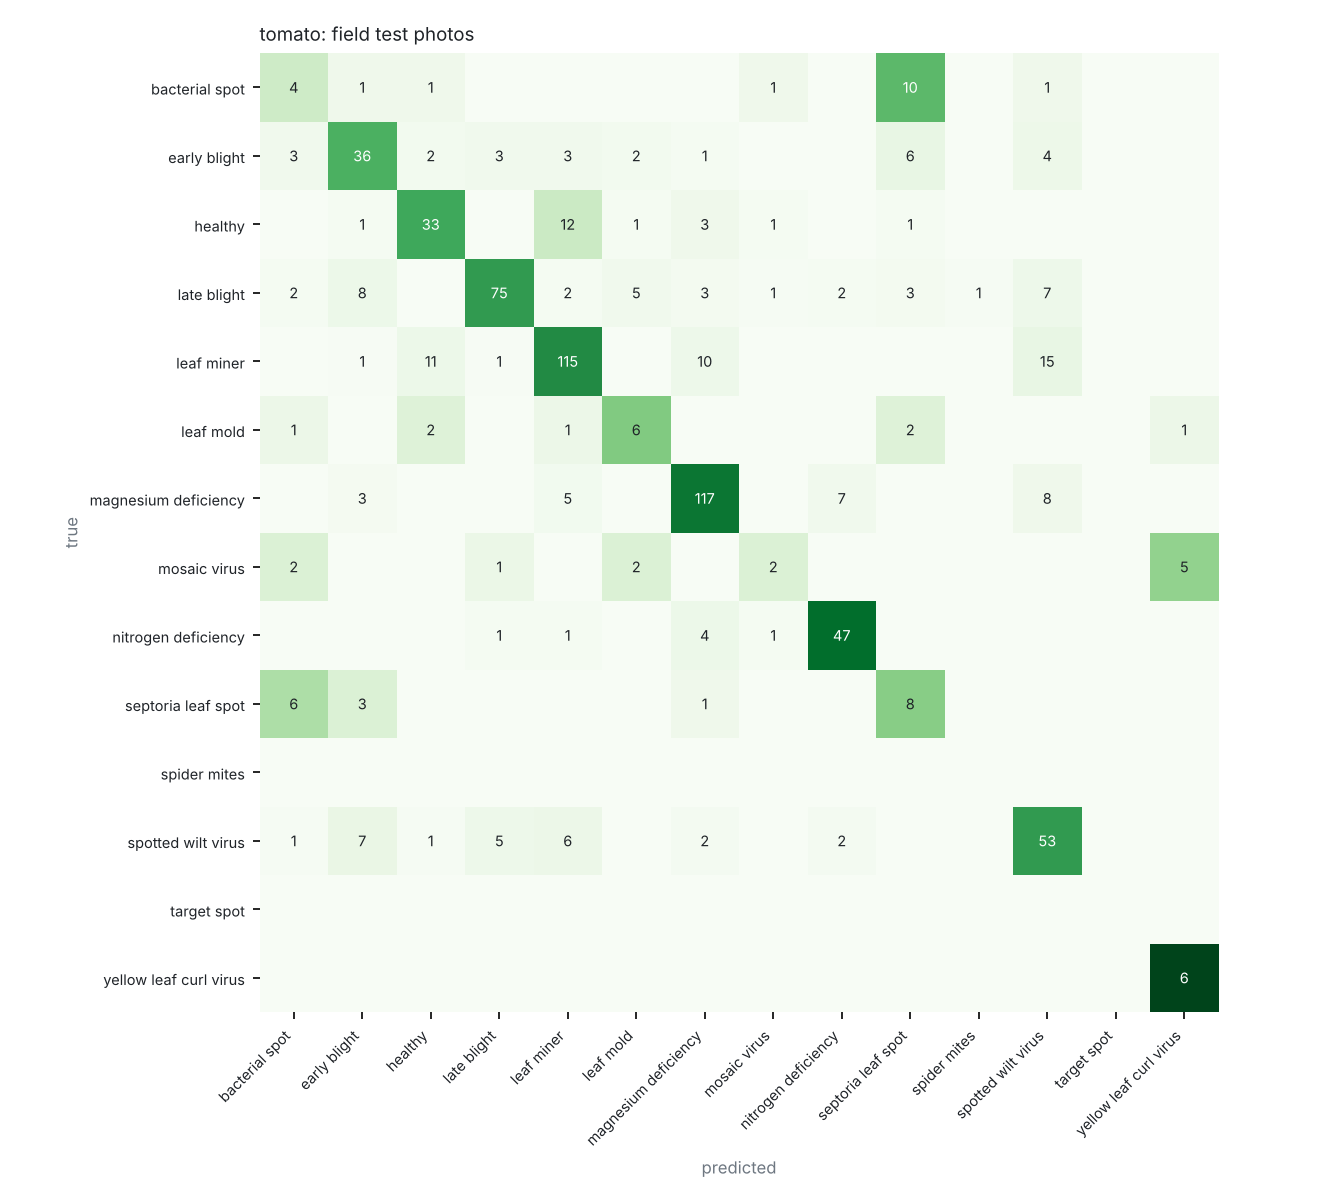 tomato: field test photos
bacterial spot 4 1 1 1 10 1
early blight 3 36 2 3 3 2 1 6 4
healthy 1 33 12 1 3 1 1
late blight 2 8 75 2 5 3 1 2 3 1 7
leaf miner 1 11 1 115 10 15
leaf mold 1 2 1 6 2 1
magnesium deficiency 3 5 117 7 8
mosaic virus 2 1 2 2 5
nitrogen deficiency 1 1 4 1 47
septoria leaf spot 6 3 1 8
spider mites
spotted wilt virus 1 7 1 5 6 2 2 53
target spot
yellow leaf curl virus 6
true
bacterial spot
early blight
healthy
late blight
leaf miner
leaf mold
magnesium deficiency
mosaic virus
nitrogen deficiency
septoria leaf spot
spider mites
spotted wilt virus
target spot
yellow leaf curl virus
predicted